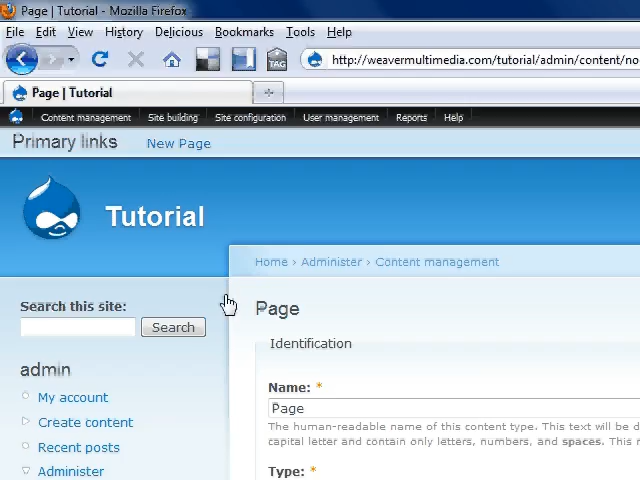 Page | Tutorial - Mozilla Firefox
File Edit View History Delicious Bookmarks Tools Help
TAG http://weavermultimedia.com/tutorial/admin/content/no
Page | Tutorial
Content management Site building Site configuration User management Reports Help
Primary links New Page
Tutorial
Home › Administer › Content management
Search this site:
Search
Page
Identification
admin
My account
Create content
Recent posts
Administer
Name: *
Page
The human-readable name of this content type. This text will be d
capital letter and contain only letters, numbers, and spaces. This n
Type: *